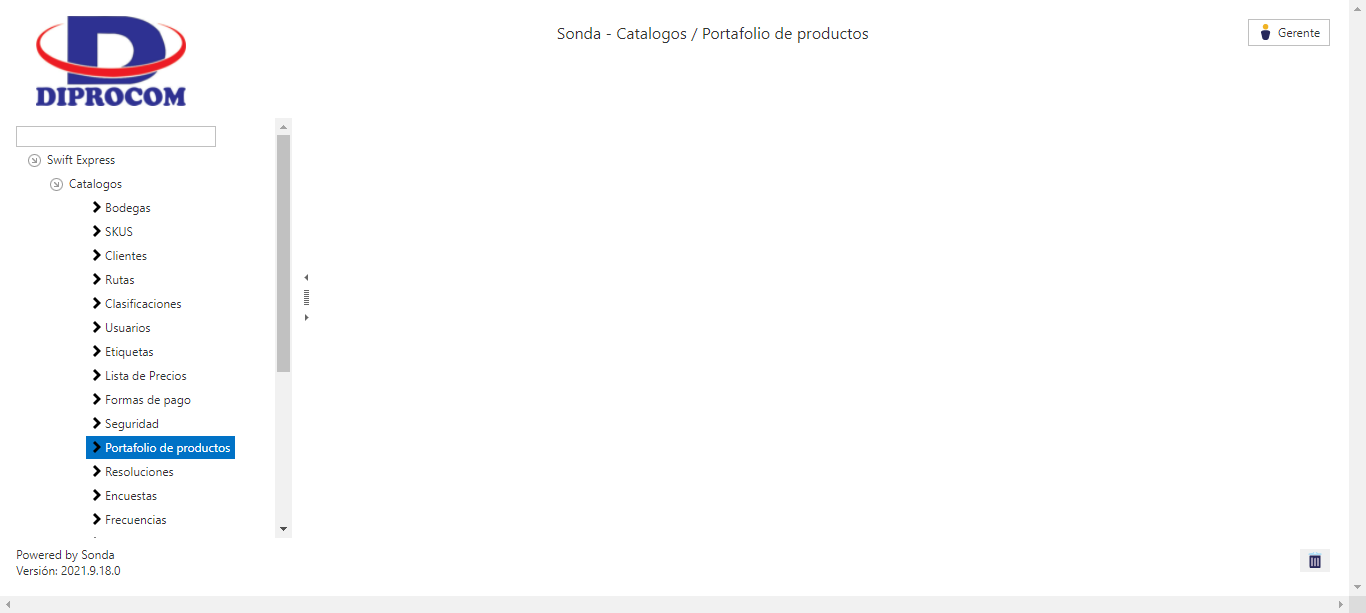 DIPROCOM
Sonda - Catalogos / Portafolio de productos
Gerente
Swift Express
Catalogos
Bodegas
SKUS
Clientes
Rutas
Clasificaciones
Usuarios
Etiquetas
Lista de Precios
Formas de pago
Seguridad
Portafolio de productos
Resoluciones
Encuestas
Frecuencias
Powered by Sonda
Versión: 2021.9.18.0